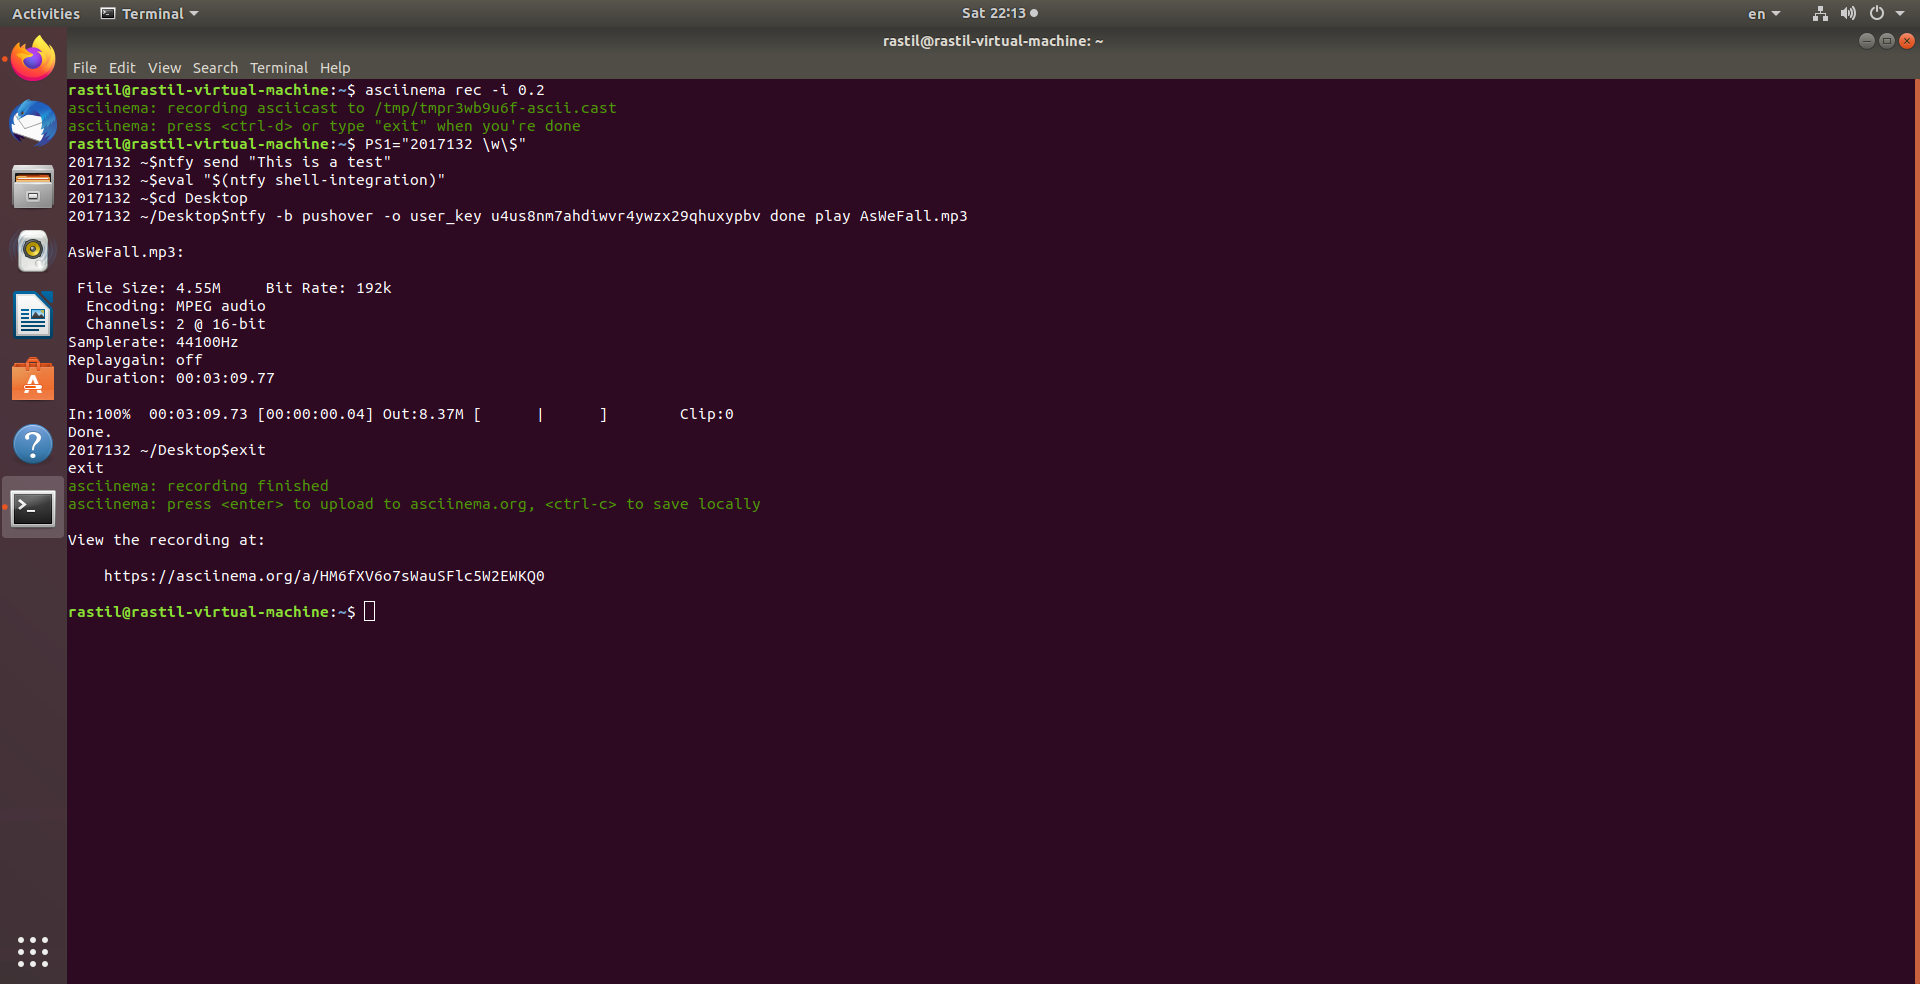 Activities Terminal Sat 22:13 en
rastil@rastil-virtual-machine: ~
File Edit View Search Terminal Help
rastil@rastil-virtual-machine:~$ asciinema rec -i 0.2
asciinema: recording asciicast to /tmp/tmpr3wb9u6f-ascii.cast
asciinema: press <ctrl-d> or type "exit" when you're done
rastil@rastil-virtual-machine:~$ PS1="2017132 \w\$"
2017132 ~$ntfy send "This is a test"
2017132 ~$eval "$(ntfy shell-integration)"
2017132 ~$cd Desktop
2017132 ~/Desktop$ntfy -b pushover -o user_key u4us8nm7ahdiwvr4ywzx29qhuxypbv done play AsWeFall.mp3
AsWeFall.mp3:
File Size: 4.55M     Bit Rate: 192k
Encoding: MPEG audio
Channels: 2 @ 16-bit
Samplerate: 44100Hz
Replaygain: off
Duration: 00:03:09.77
In:100%  00:03:09.73 [00:00:00.04] Out:8.37M [      |      ]        Clip:0
Done.
2017132 ~/Desktop$exit
exit
asciinema: recording finished
asciinema: press <enter> to upload to asciinema.org, <ctrl-c> to save locally
View the recording at:
https://asciinema.org/a/HM6fXV6o7sWauSFlc5W2EWKQ0
rastil@rastil-virtual-machine:~$